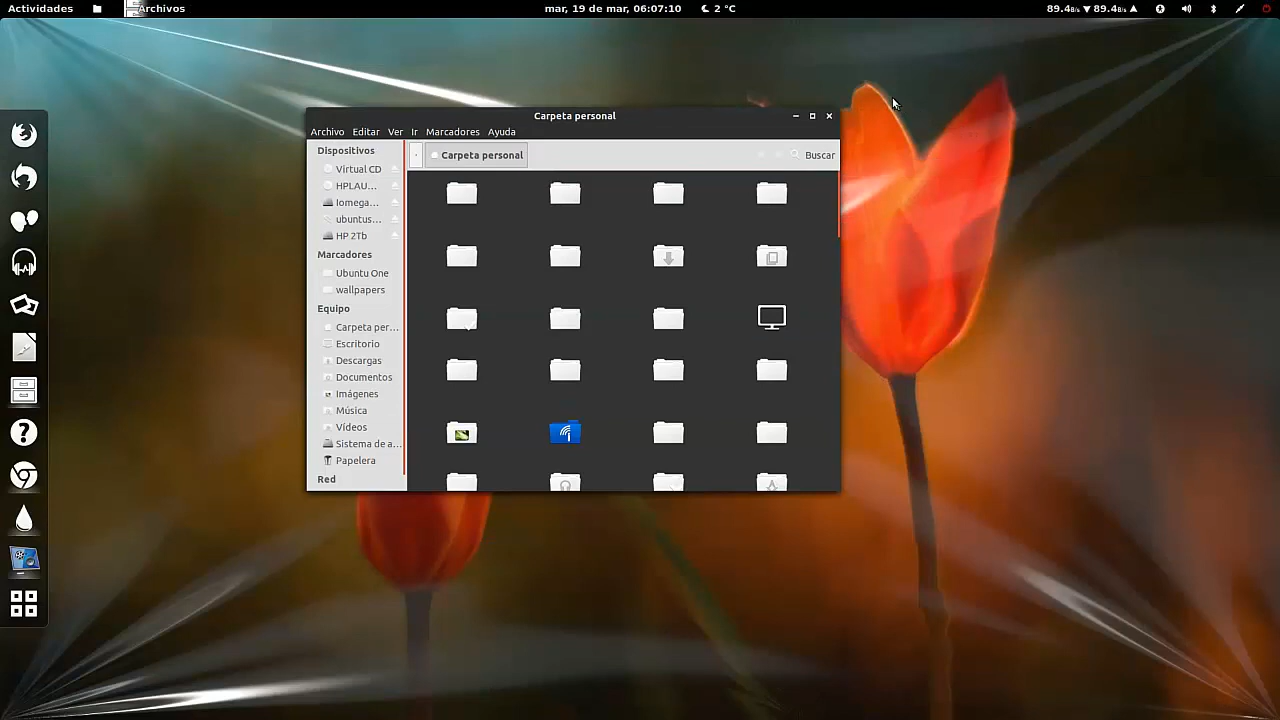 Actividades Archivos mar, 19 de mar, 06:07:10 2 °C 89.4B/s 89.4B/s
Carpeta personal
Archivo Editar Ver Ir Marcadores Ayuda
Dispositivos
Carpeta personal Buscar
Virtual CD
HPLAU...
Iomega...
ubuntus...
HP 2Tb
Marcadores
Ubuntu One
wallpapers
Equipo
Carpeta per...
Escritorio
Descargas
Documentos
Imágenes
Música
Vídeos
Sistema de a...
Papelera
Red